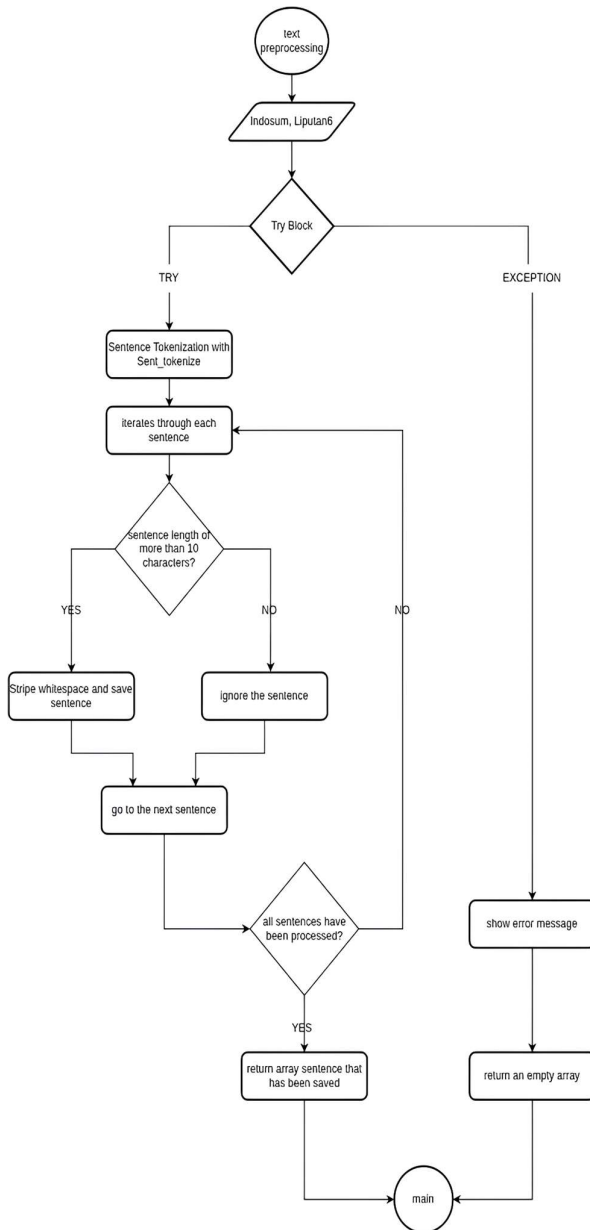 text
preprocessing
Indosum, Liputan6
Try Block
TRY
EXCEPTION
Sentence Tokenization with
Sent_tokenize
iterates through each
sentence
sentence length of
more than 10
characters?
YES
NO
NO
Stripe whitespace and save
sentence
ignore the sentence
go to the next sentence
all sentences have
been processed?
show error message
YES
return array sentence that
has been saved
return an empty array
main